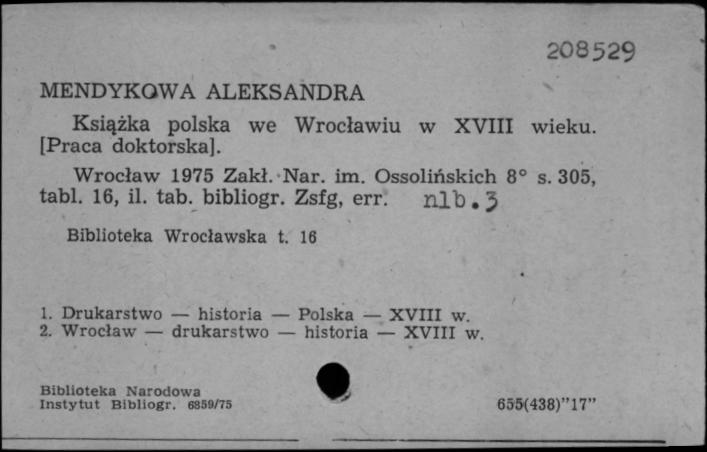 208529
MENDYKOWA ALEKSANDRA
Książka polska we Wrocławiu w XVIII wieku.
[Praca doktorska].
Wrocław 1975 Zakł. Nar. im. Ossolińskich 8° s. 305,
tabl. 16, il. tab. bibliogr. Zsfg, err. nlb.3
Biblioteka Wrocławska t. 16
1. Drukarstwo — historia — Polska — XVIII w.
2. Wrocław — drukarstwo — historia — XVIII w.
Biblioteka Narodowa
Instytut Bibliogr. 6859/75
655(438)”17”